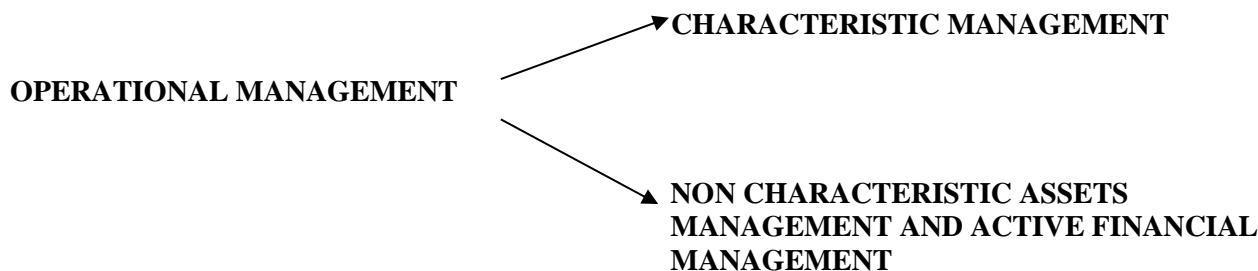 CHARACTERISTIC MANAGEMENT
OPERATIONAL MANAGEMENT
NON CHARACTERISTIC ASSETS
MANAGEMENT AND ACTIVE FINANCIAL
MANAGEMENT